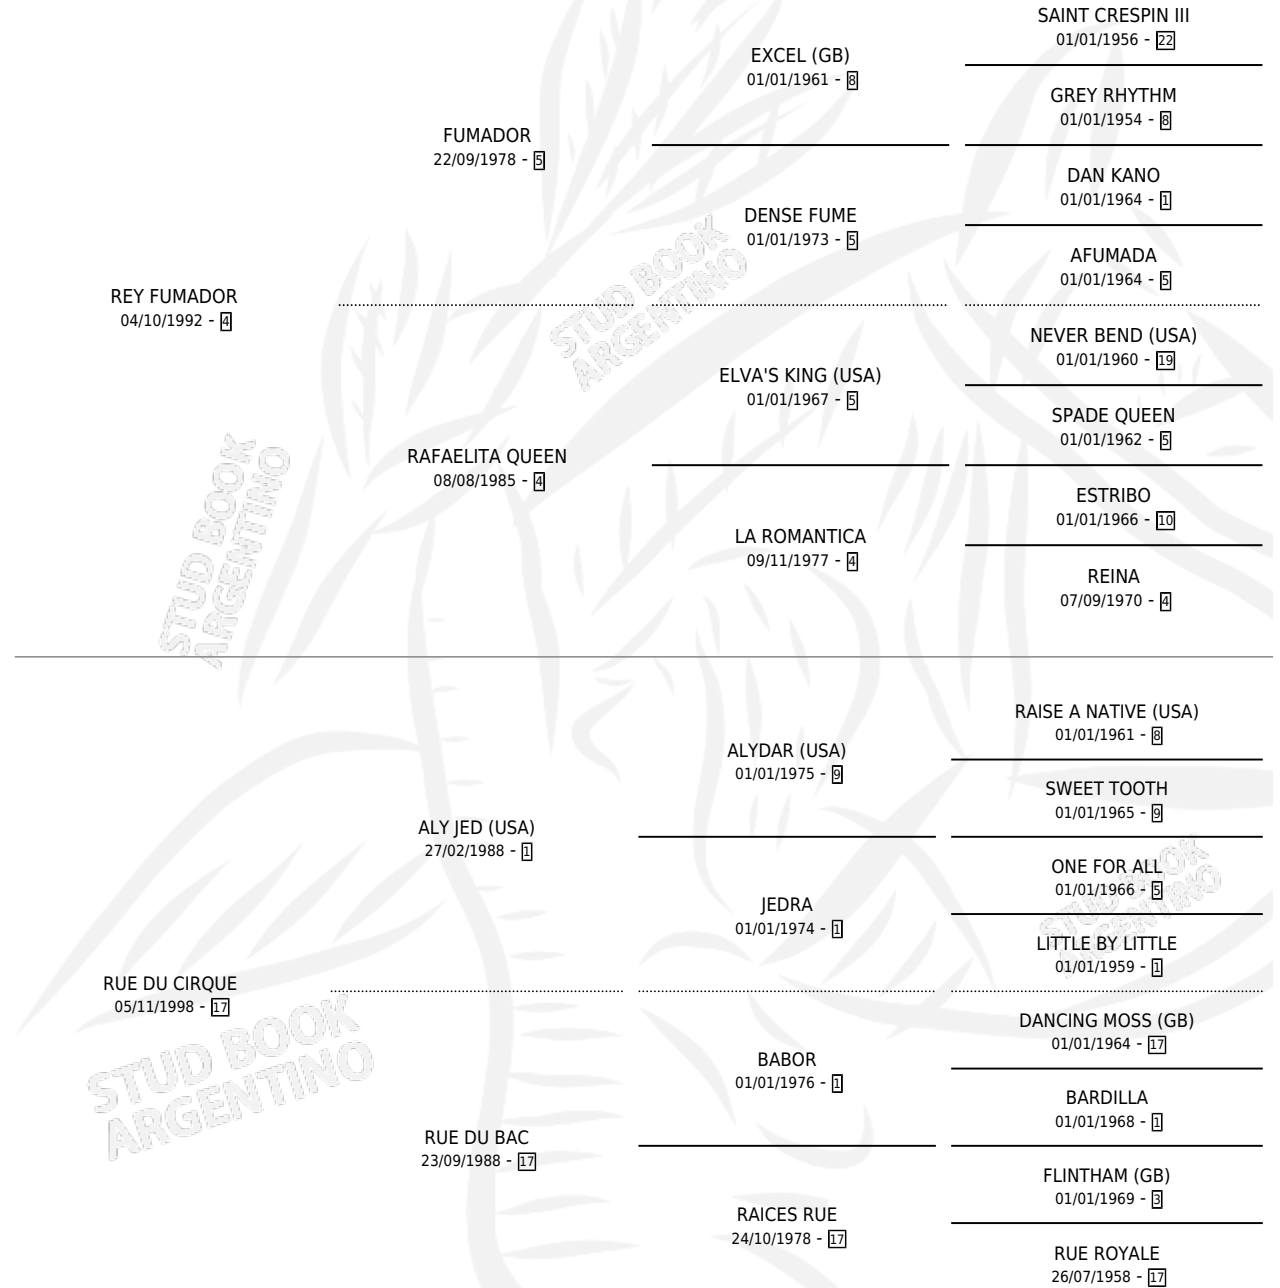 SAINT CRESPIN III
01/01/1956 - 22
EXCEL (GB)
01/01/1961 - 8
GREY RHYTHM
01/01/1954 - 8
FUMADOR
22/09/1978 - 5
DAN KANO
01/01/1964 - 1
DENSE FUME
01/01/1973 - 5
AFUMADA
01/01/1964 - 5
REY FUMADOR
04/10/1992 - 4
STUD BOOK
ARGENTINO
NEVER BEND (USA)
01/01/1960 - 19
ELVA'S KING (USA)
01/01/1967 - 5
SPADE QUEEN
01/01/1962 - 5
RAFAELITA QUEEN
08/08/1985 - 4
ESTRIBO
01/01/1966 - 10
LA ROMANTICA
09/11/1977 - 4
REINA
07/09/1970 - 4
STUD BOOK
ARGENTINO
RAISE A NATIVE (USA)
01/01/1961 - 8
ALYDAR (USA)
01/01/1975 - 9
SWEET TOOTH
01/01/1965 - 9
ALY JED (USA)
27/02/1988 - 1
ONE FOR ALL
01/01/1966 - 5
JEDRA
01/01/1974 - 1
LITTLE BY LITTLE
01/01/1959 - 1
STUD BOOK
ARGENTINO
RUE DU CIRQUE
05/11/1998 - 17
DANCING MOSS (GB)
01/01/1964 - 17
BABOR
01/01/1976 - 1
BARDILLA
01/01/1968 - 1
STUD BOOK
ARGENTINO
RUE DU BAC
23/09/1988 - 17
FLINTHAM (GB)
01/01/1969 - 3
RAICES RUE
24/10/1978 - 17
RUE ROYALE
26/07/1958 - 17